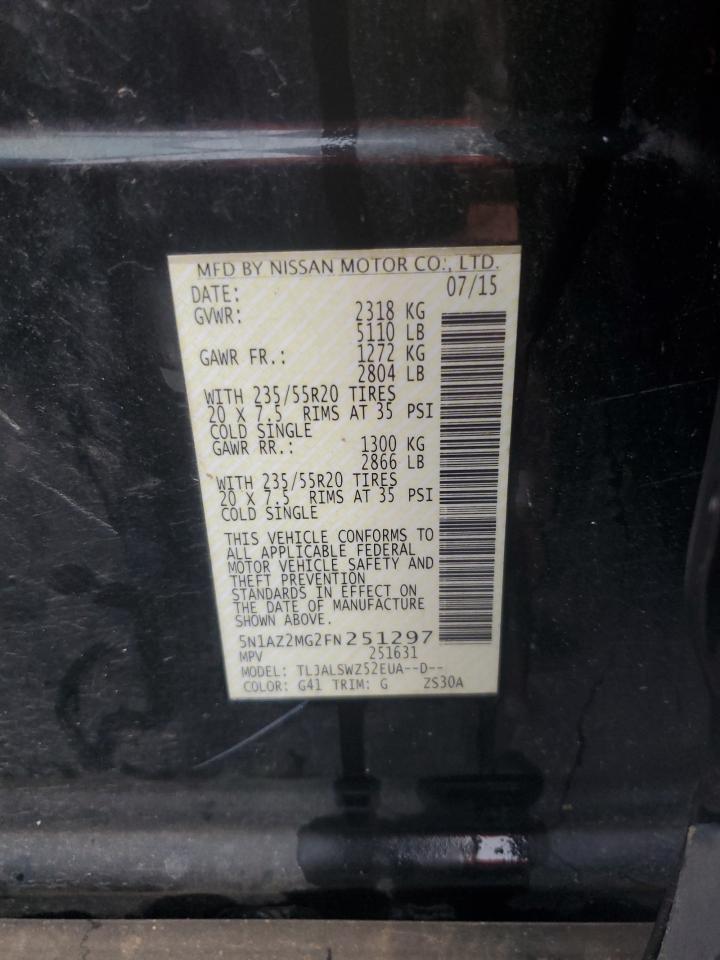 MFD BY NISSAN MOTOR CO., LTD.
DATE: 07/15
GVWR: 2318 KG
5110 LB
GAWR FR.: 1272 KG
2804 LB
WITH 235/55R20 TIRES
20 X 7.5 RIMS AT 35 PSI
COLD SINGLE
GAWR RR.: 1300 KG
2866 LB
WITH 235/55R20 TIRES
20 X 7.5 RIMS AT 35 PSI
COLD SINGLE
THIS VEHICLE CONFORMS TO
ALL APPLICABLE FEDERAL
MOTOR VEHICLE SAFETY AND
THEFT PREVENTION
STANDARDS IN EFFECT ON
THE DATE OF MANUFACTURE
SHOWN ABOVE.
5N1AZ2MG2FN251297
MPV 251631
MODEL: TLJALSWZ52EUA--D--
COLOR: G41 TRIM: G ZS30A